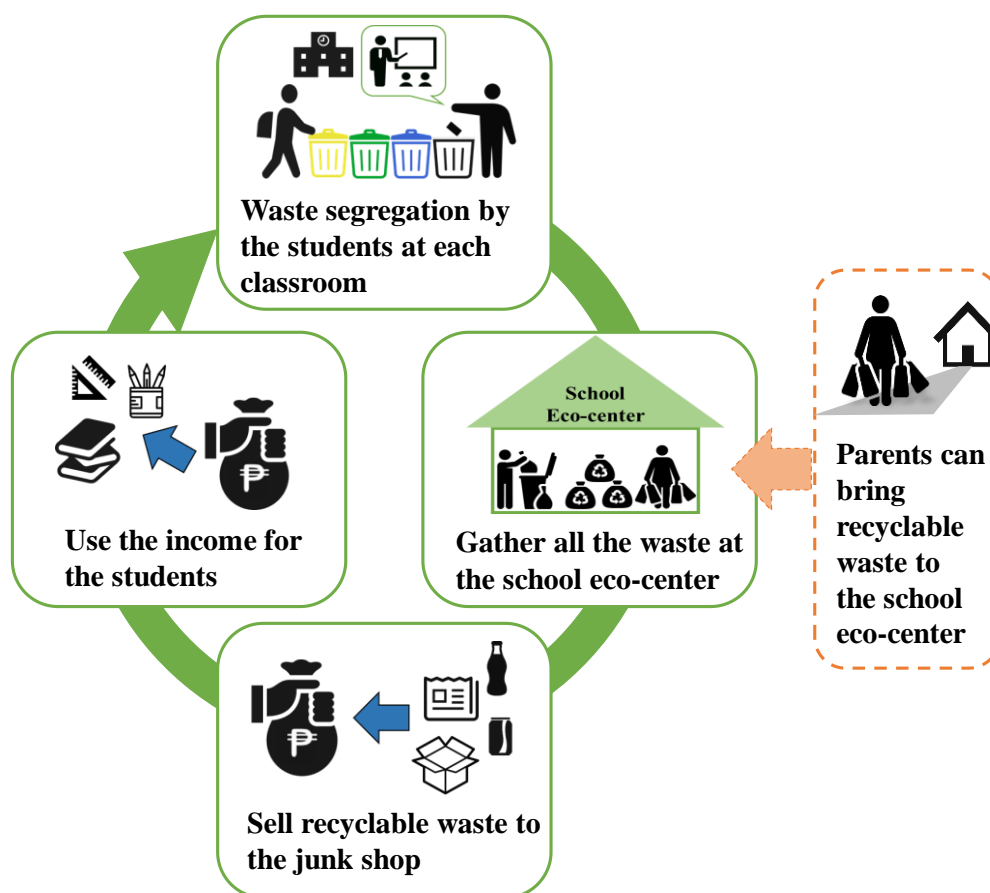 Waste segregation by
the students at each
classroom
School
Eco-center
Gather all the waste at
the school eco-center
Parents can
bring
recyclable
waste to
the school
eco-center
₱
Sell recyclable waste to
the junk shop
₱
Use the income for
the students